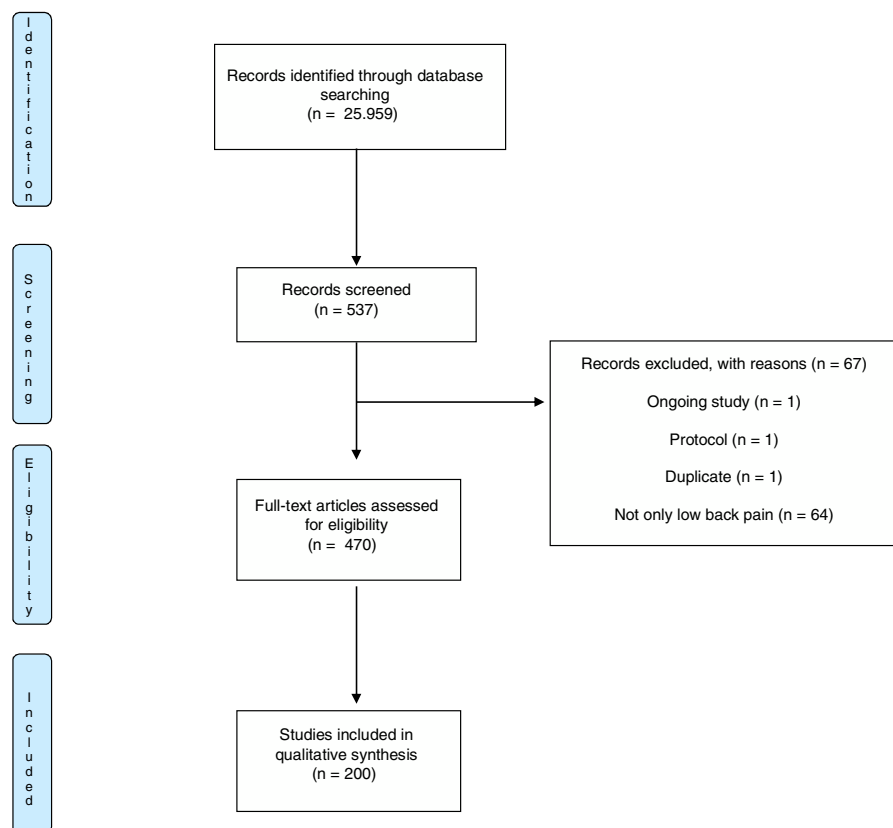 Identification
Records identified through database
searching
(n = 25.959)
Screening
Records screened
(n = 537)
Records excluded, with reasons (n = 67)
Ongoing study (n = 1)
Protocol (n = 1)
Duplicate (n = 1)
Not only low back pain (n = 64)
Eligibility
Full-text articles assessed
for eligibility
(n = 470)
Included
Studies included in
qualitative synthesis
(n = 200)